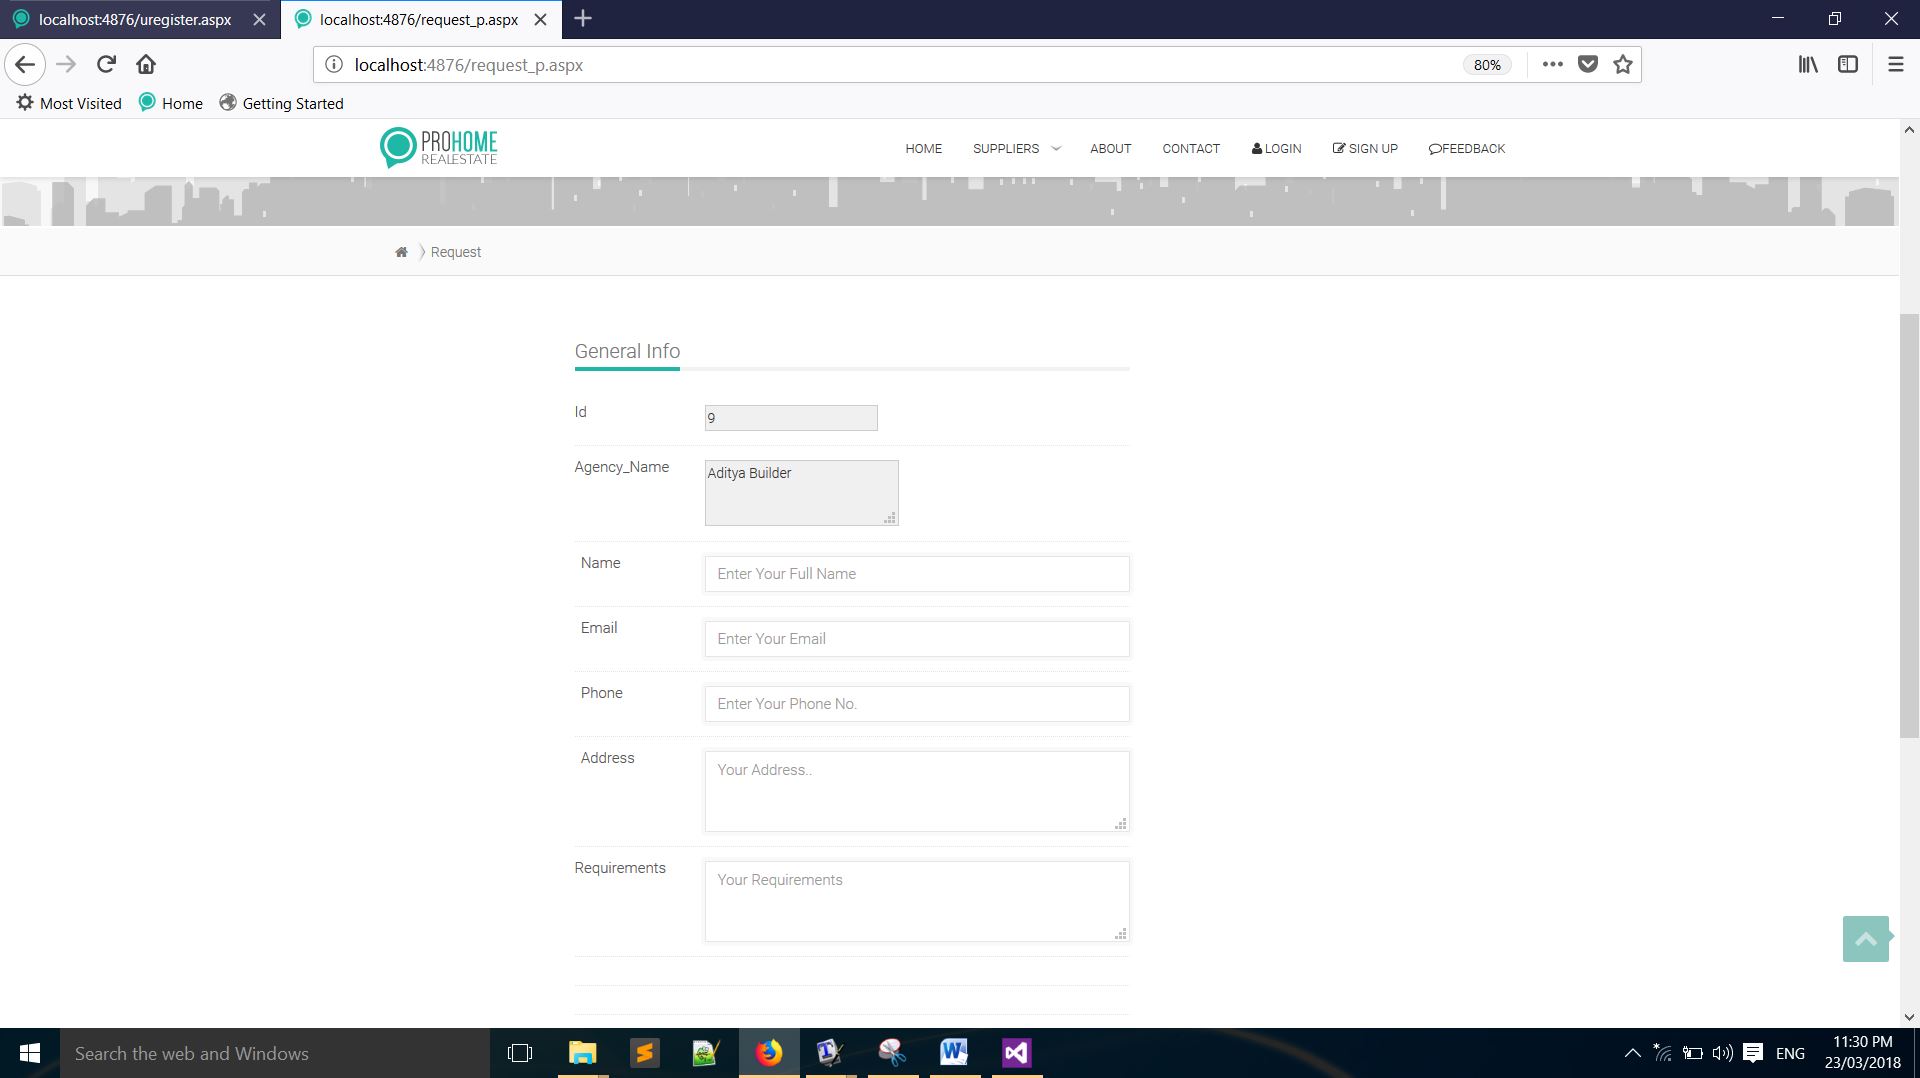 localhost:4876/uregister.aspx
localhost:4876/request_p.aspx
localhost:4876/request_p.aspx
80%
Most Visited
Home
Getting Started
PROHOME
REALESTATE
HOME
SUPPLIERS
ABOUT
CONTACT
LOGIN
SIGN UP
FEEDBACK
Request
General Info
Id
9
Agency_Name
Aditya Builder
Name
Enter Your Full Name
Email
Enter Your Email
Phone
Enter Your Phone No.
Address
Your Address..
Requirements
Your Requirements
Search the web and Windows
ENG
11:30 PM
23/03/2018